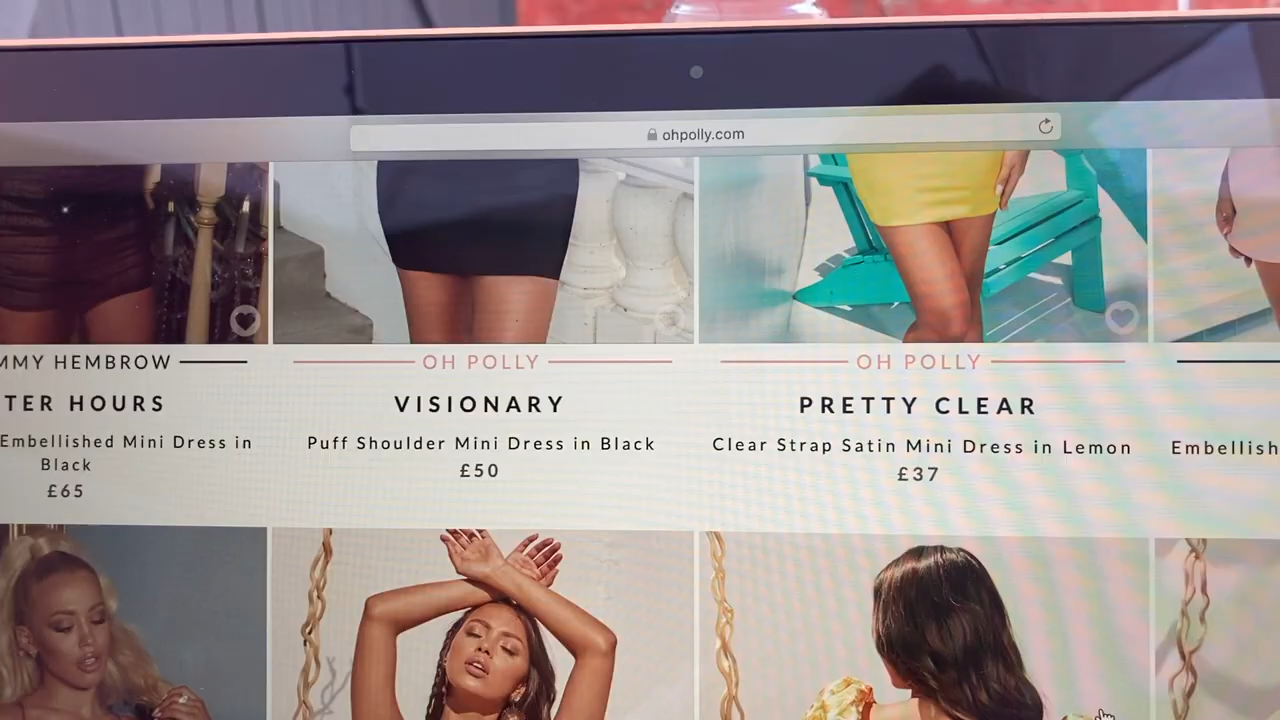 ohpolly.com
MMY HEMBROW
TER HOURS
Embellished Mini Dress in
Black
£65
OH POLLY
VISIONARY
Puff Shoulder Mini Dress in Black
£50
OH POLLY
PRETTY CLEAR
Clear Strap Satin Mini Dress in Lemon
£37
Embellish